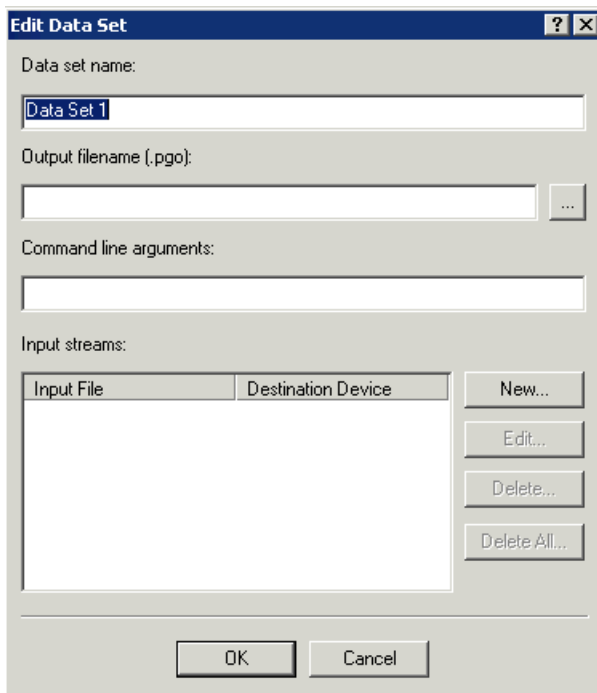 Edit Data Set
Data set name:
Data Set 1
Output filename (.pgo):
...
Command line arguments:
Input streams:
Input File Destination Device
New...
Edit...
Delete...
Delete All...
OK Cancel